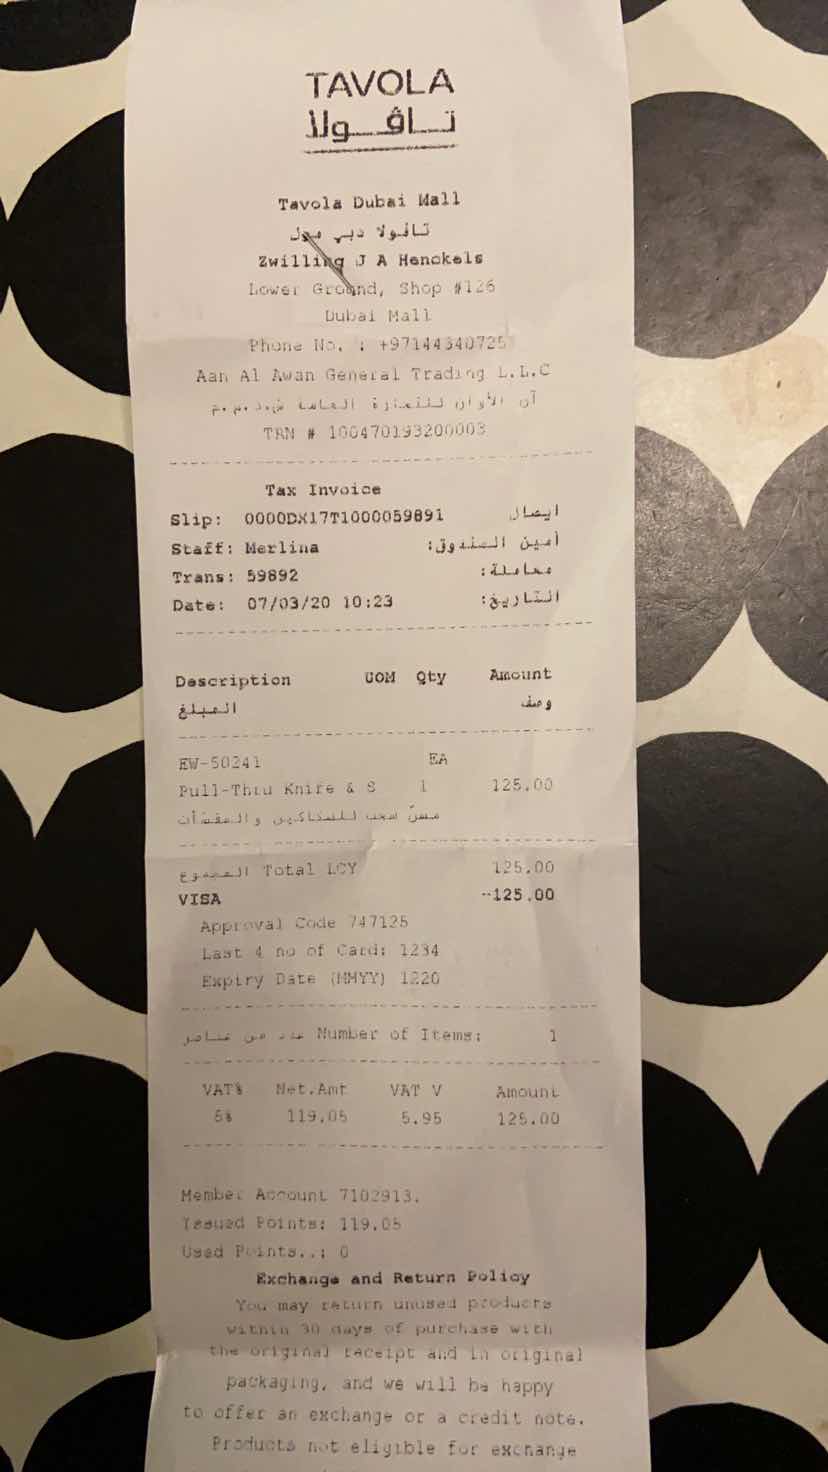 TAVOLA
تاڤولا
Tavola Dubai Mall
تافولا دبي مول
Zwilling J A Henckels
Lower Ground, Shop #126
Dubai Mall
Phone No. : +97144340725
Aan Al Awan General Trading L.L.C
آن الأوان للتجارة العامة ش.ذ.م.م
TRN # 100470193200003
Tax Invoice
Slip: 0000DX17T1000059891 ايصال
Staff: Merlina أمين الصندوق:
Trans: 59892 معاملة:
Date: 07/03/20 10:23 التاريخ:
Description UOM Qty Amount
المبلغ وصف
EW-50241 EA
Pull-Thru Knife & S 1 125.00
مسنّ سحب للسكاكين و المقصّات
المجموع Total LCY 125.00
VISA -125.00
Approval Code 747125
Last 4 no of Card: 1234
Expiry Date (MMYY) 1220
عدد من عناصر Number of Items: 1
VAT% Net.Amt VAT V Amount
5% 119.05 5.95 125.00
Member Account 7102913.
Issued Points: 119.05
Used Points..: 0
Exchange and Return Policy
You may return unused products
within 30 days of purchase with
the original receipt and in original
packaging, and we will be happy
to offer an exchange or a credit note.
Products not eligible for exchange